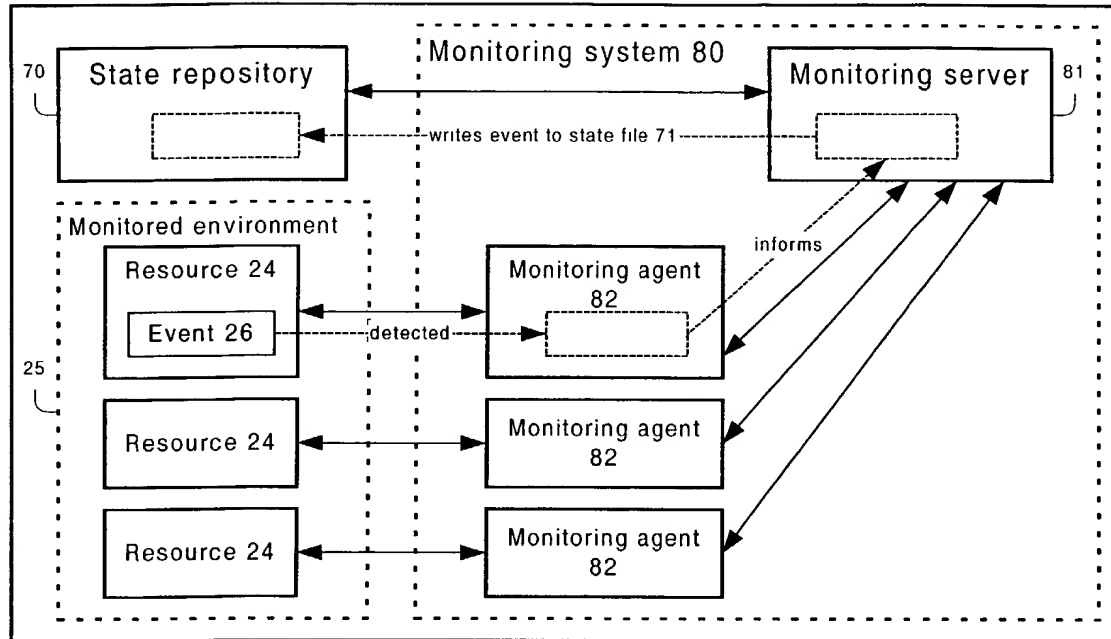 70
State repository
Monitoring system 80
Monitoring server
81
writes event to state file 71
Monitored environment
Resource 24
Event 26
detected
Monitoring agent
82
informs
25
Resource 24
Monitoring agent
82
Resource 24
Monitoring agent
82